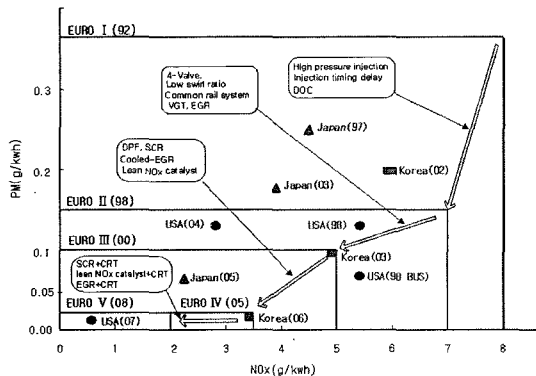 EURO I (92)
High pressure injection
Injection timing delay
DOC
4-Valve,
Low swirl ratio
Common rail system
VGT, EGR
0.3
Japan(97)
DPF, SCR
Cooled-EGR
Lean NOx catalyst
PM(g/kwh)
0.2
Japan(03)
Korea(02)
EURO II (98)
USA(04)
USA(98)
EURO III (00)
0.1
Korea(03)
SCR+CRT
lean NOx catalyst+CRT
EGR+CRT
Japan(05)
USA(98 BUS)
0.05
EURO V (08)
EURO IV (05)
USA(07)
Korea(06)
0.00
0 1 2 3 4 5 6 7 8
NOx(g/kwh)